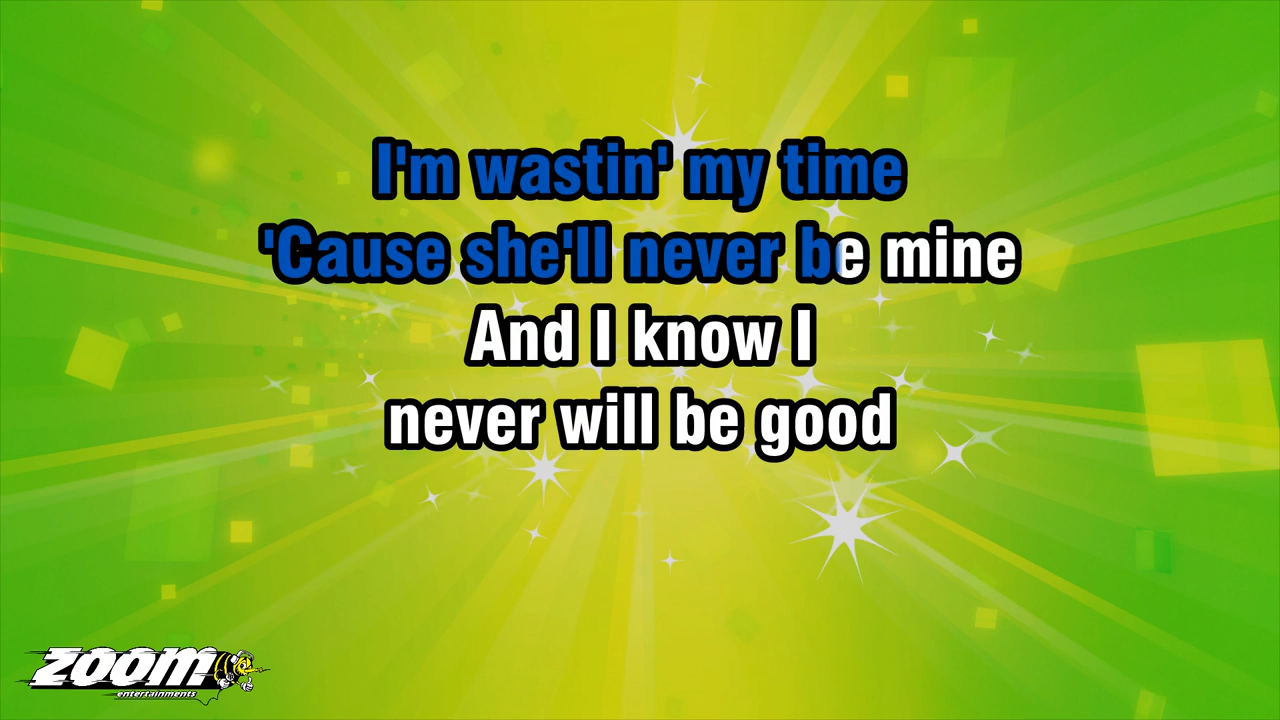 I'm wastin' my time
'Cause she'll never be mine
And I know I
never will be good
zoom
entertainments